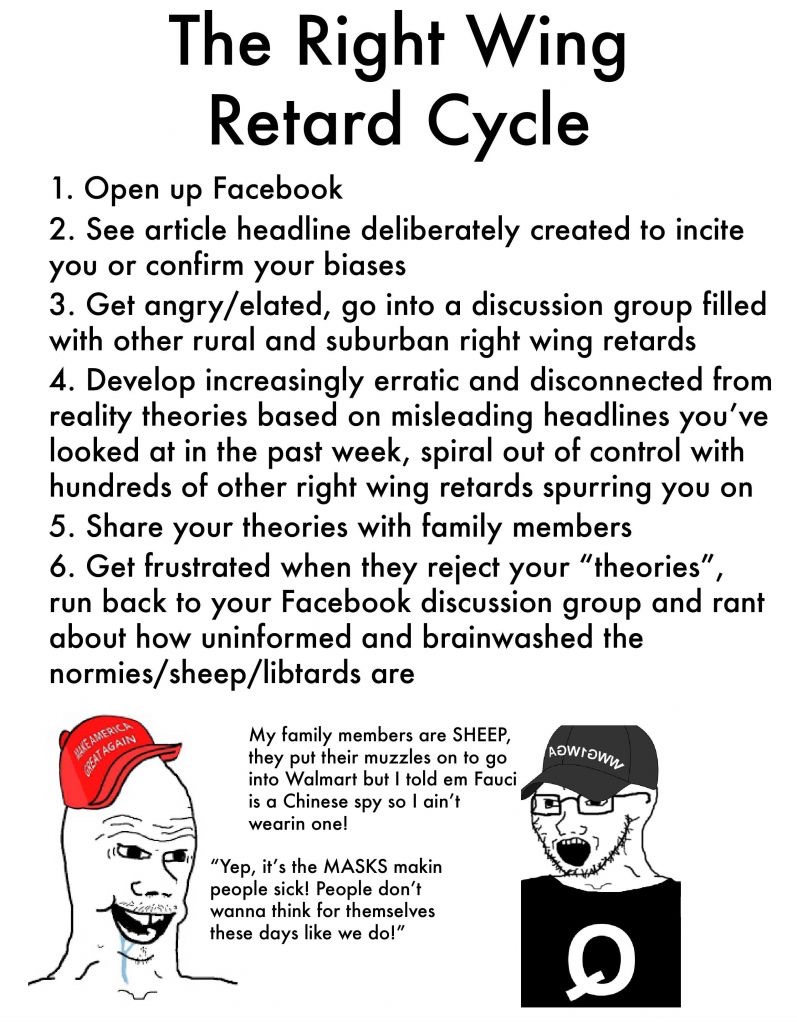 The Right Wing
Retard Cycle
1. Open up Facebook
2. See article headline deliberately created to incite
you or confirm your biases
3. Get angry/elated, go into a discussion group filled
with other rural and suburban right wing retards
4. Develop increasingly erratic and disconnected from
reality theories based on misleading headlines you’ve
looked at in the past week, spiral out of control with
hundreds of other right wing retards spurring you on
5. Share your theories with family members
6. Get frustrated when they reject your “theories”,
run back to your Facebook discussion group and rant
about how uninformed and brainwashed the
normies/sheep/libtards are
MAKE AMERICA
GREAT AGAIN
My family members are SHEEP,
they put their muzzles on to go
into Walmart but I told em Fauci
is a Chinese spy so I ain’t
wearin one!
“Yep, it’s the MASKS makin
people sick! People don’t
wanna think for themselves
these days like we do!”
WWG1WGA
Q